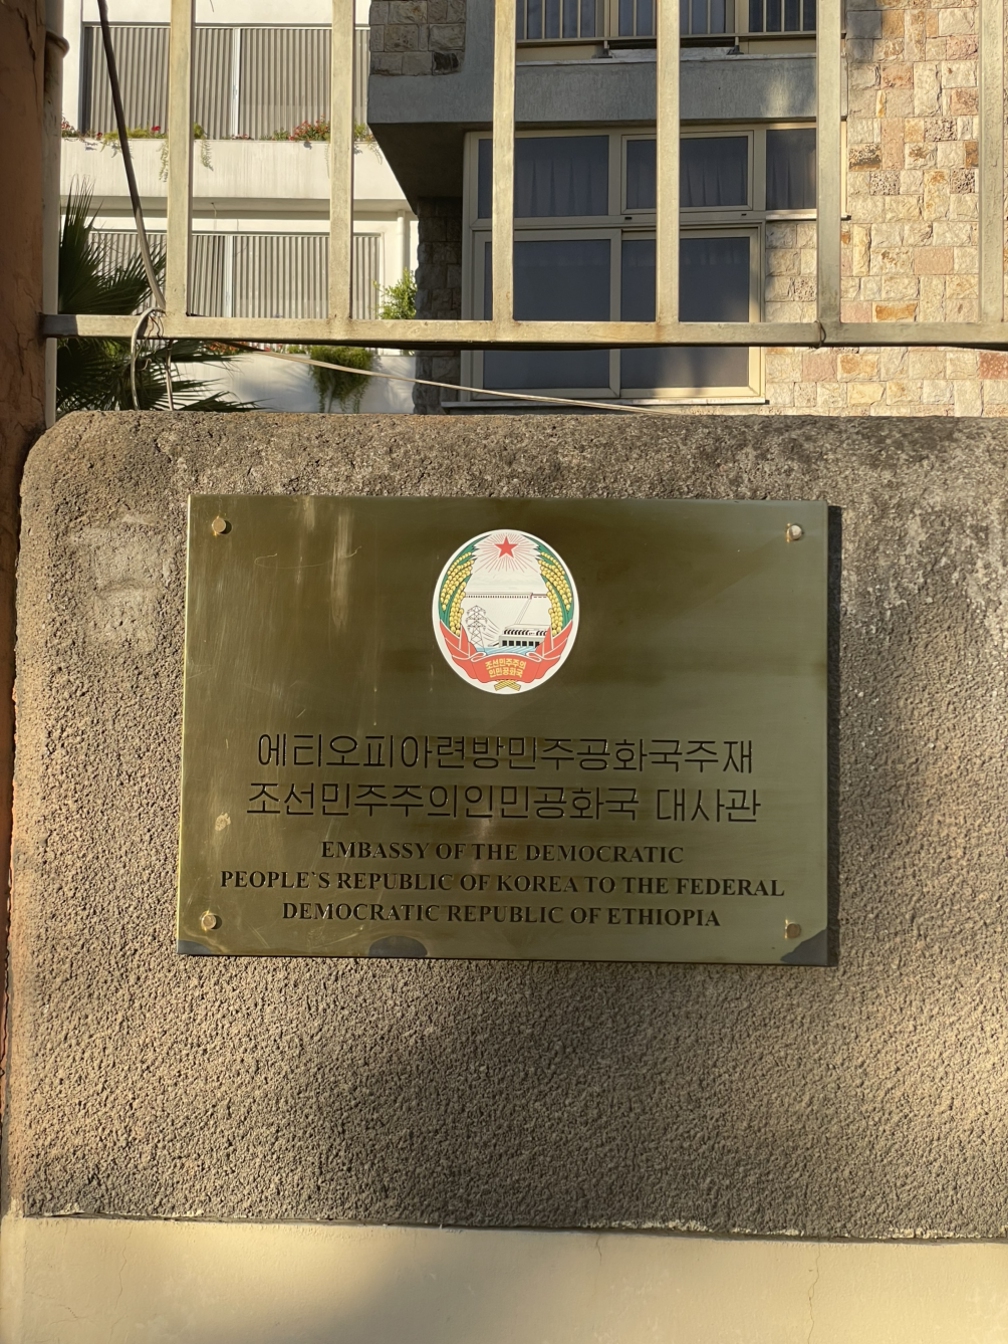 조선민주주의
인민공화국
에티오피아련방민주공화국주재
조선민주주의인민공화국 대사관
EMBASSY OF THE DEMOCRATIC
PEOPLE'S REPUBLIC OF KOREA TO THE FEDERAL
DEMOCRATIC REPUBLIC OF ETHIOPIA